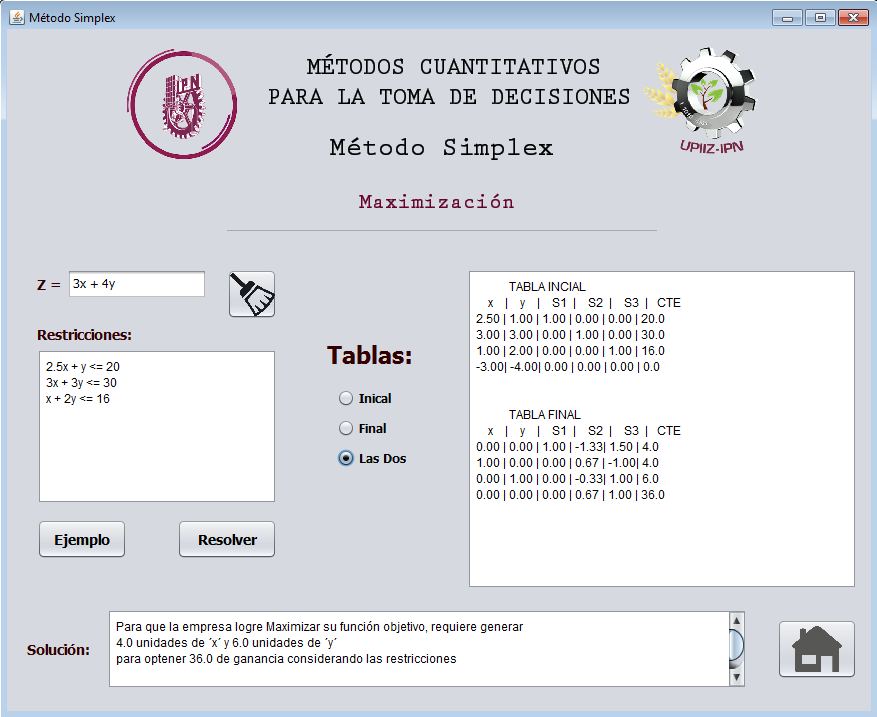 Método Simplex
MÉTODOS CUANTITATIVOS
PARA LA TOMA DE DECISIONES
Método Simplex
Maximización
IPN
UPIIZ-IPN
Z =
3x + 4y
Restricciones:
2.5x + y <= 20
3x + 3y <= 30
x + 2y <= 16
Ejemplo
Resolver
Tablas:
Inical
Final
Las Dos
TABLA INCIAL
x | y | S1 | S2 | S3 | CTE
2.50 | 1.00 | 1.00 | 0.00 | 0.00 | 20.0
3.00 | 3.00 | 0.00 | 1.00 | 0.00 | 30.0
1.00 | 2.00 | 0.00 | 0.00 | 1.00 | 16.0
-3.00| -4.00| 0.00 | 0.00 | 0.00 | 0.0
TABLA FINAL
x | y | S1 | S2 | S3 | CTE
0.00 | 0.00 | 1.00 | -1.33| 1.50 | 4.0
1.00 | 0.00 | 0.00 | 0.67 | -1.00| 4.0
0.00 | 1.00 | 0.00 | -0.33| 1.00 | 6.0
0.00 | 0.00 | 0.00 | 0.67 | 1.00 | 36.0
Solución:
Para que la empresa logre Maximizar su función objetivo, requiere generar
4.0 unidades de ´x´ y 6.0 unidades de ´y´
para optener 36.0 de ganancia considerando las restricciones